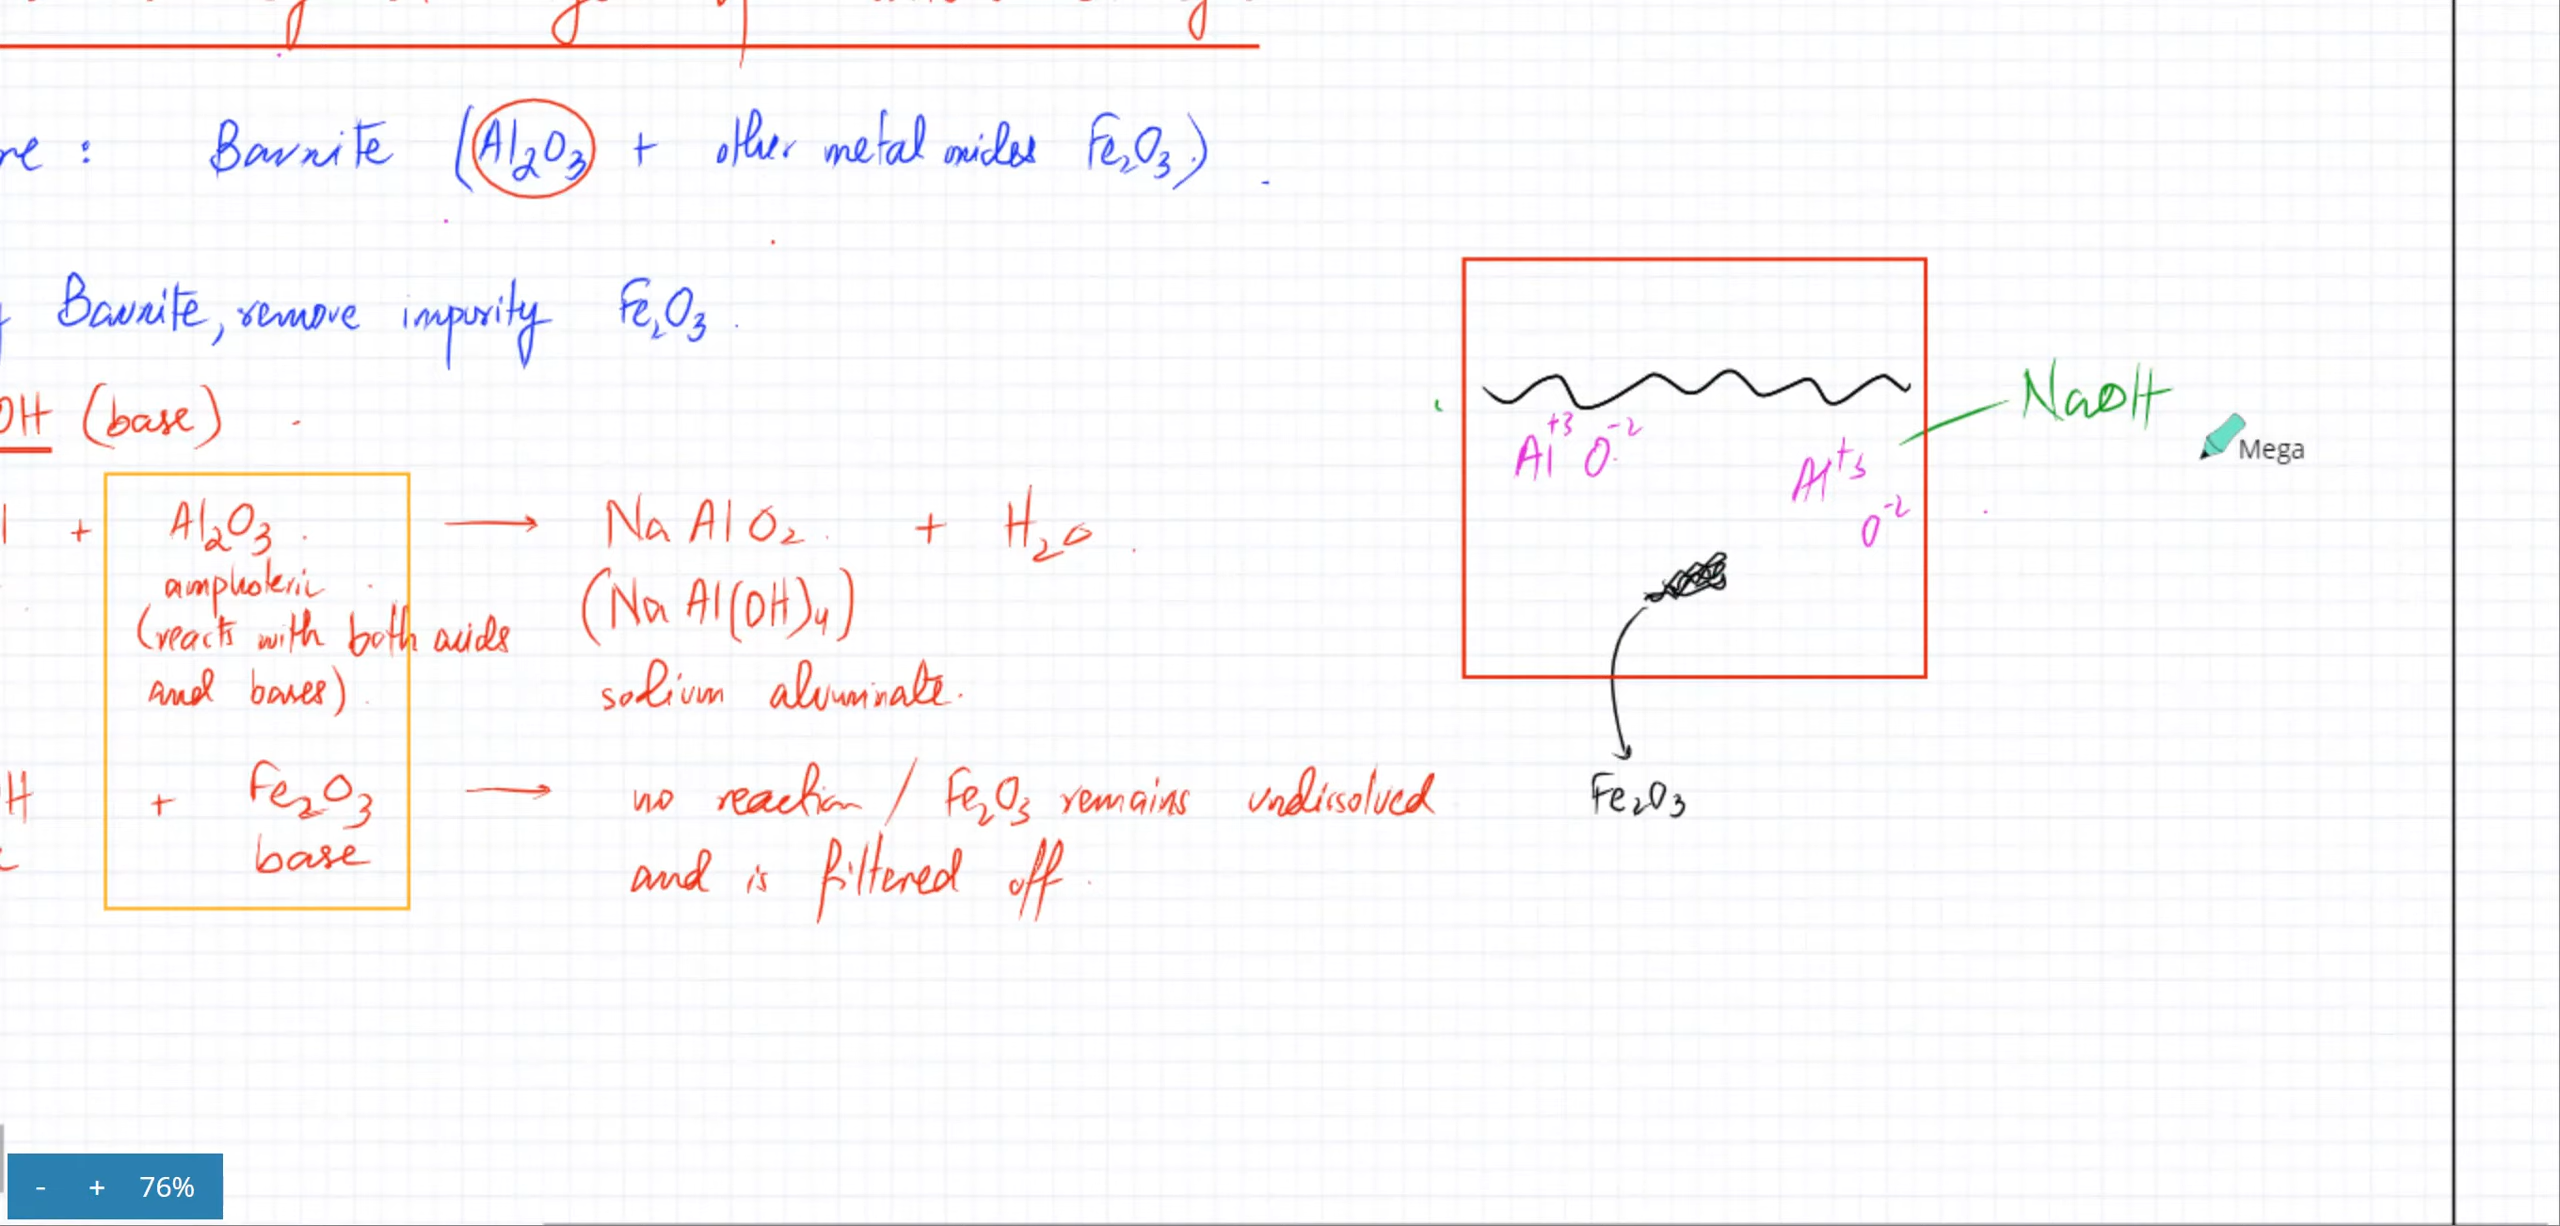 re : Bauxite (Al₂O₃ + other metal oxides Fe₂O₃)
Bauxite, remove impurity Fe₂O₃.
OH (base)
+ Al₂O₃ → NaAlO₂ + H₂O
amphoteric
(reacts with both acids
and bases)
(NaAl(OH)₄)
sodium aluminate.
H + Fe₂O₃ → no reaction / Fe₂O₃ remains undissolved
base
and is filtered off.
Al⁺³ O⁻²
Al⁺³
O⁻²
NaOH
Mega
Fe₂O₃
- + 76%